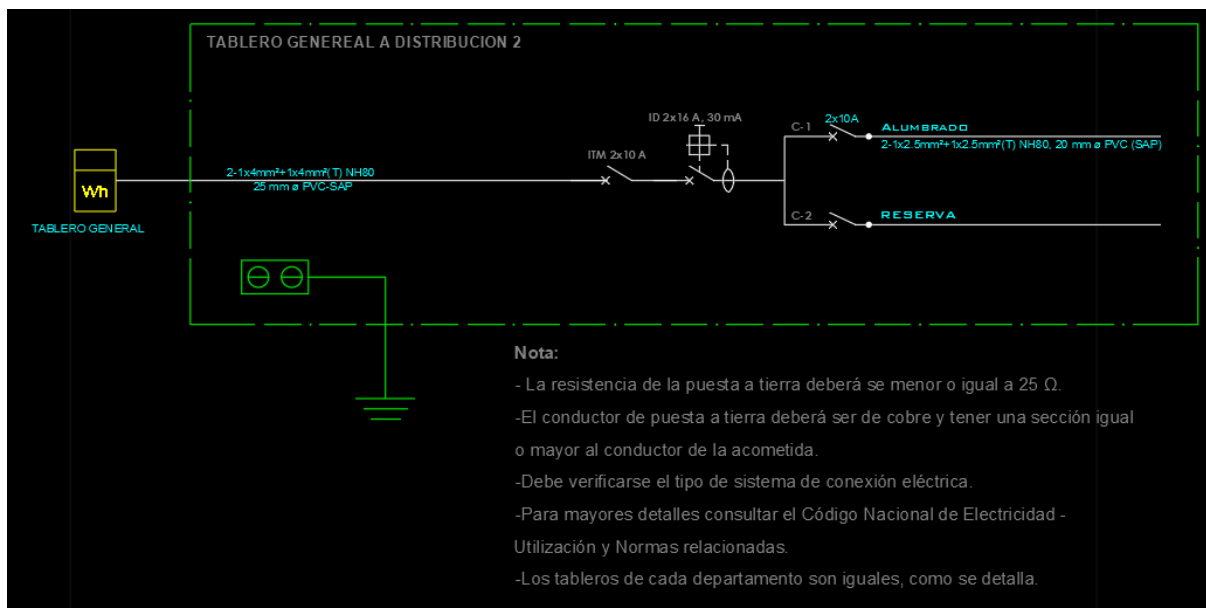 TABLERO GENEREAL A DISTRIBUCION 2
ID 2x16 A, 30 mA
C-1
2x10A
ALUMBRADO
2-1x2.5mm²+1x2.5mm²(T) NH80, 20 mm ø PVC (SAP)
ITM 2x10 A
2-1x4mm²+1x4mm²(T) NH80
25 mm ø PVC-SAP
Wh
TABLERO GENERAL
C-2
RESERVA
Nota:
- La resistencia de la puesta a tierra deberá se menor o igual a 25 Ω.
-El conductor de puesta a tierra deberá ser de cobre y tener una sección igual
o mayor al conductor de la acometida.
-Debe verificarse el tipo de sistema de conexión eléctrica.
-Para mayores detalles consultar el Código Nacional de Electricidad -
Utilización y Normas relacionadas.
-Los tableros de cada departamento son iguales, como se detalla.